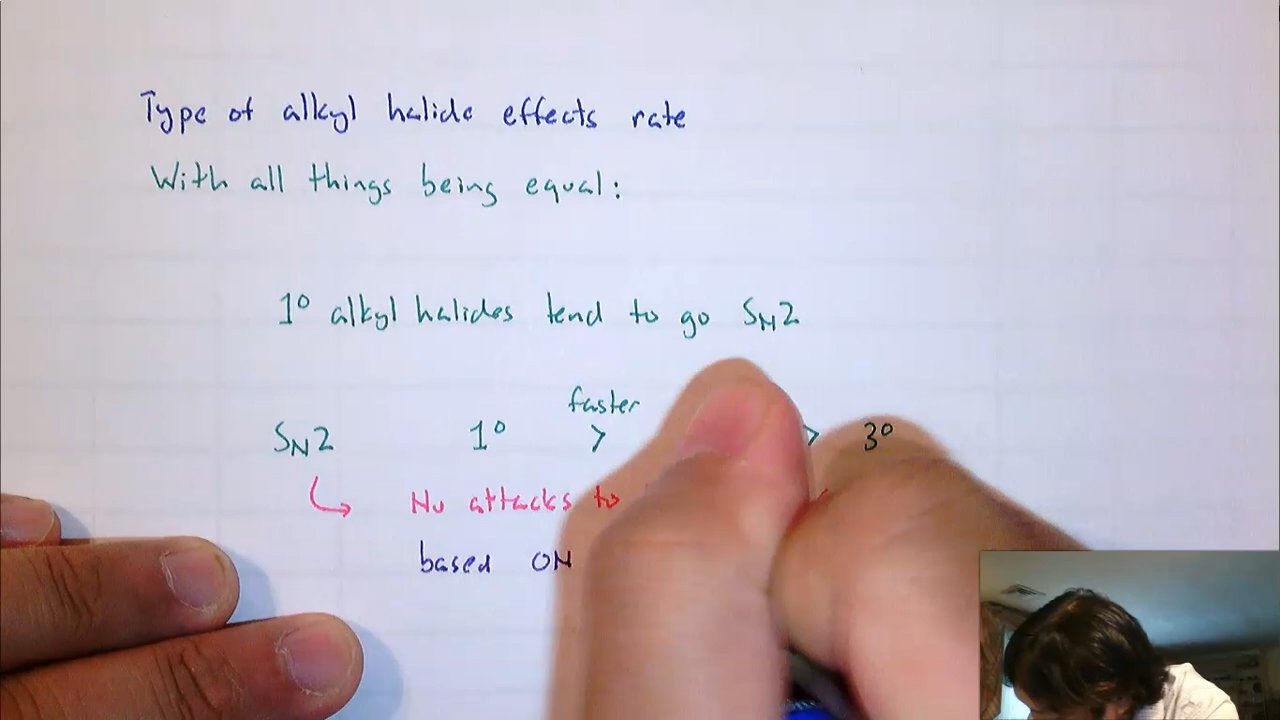 Type of alkyl halide effects rate
With all things being equal:
1° alkyl halides tend to go SN2
faster
SN2 1° > > 3°
Nu attacks to
based ON